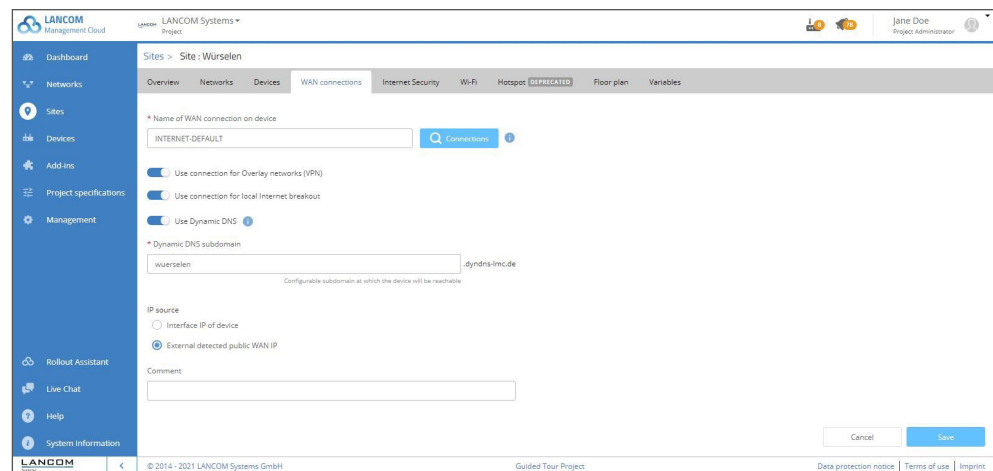 LANCOM
Management Cloud
LANCOM LANCOM Systems
Project
8
78
Jane Doe
Project Administrator
Dashboard
Networks
Sites
Devices
Add-ins
Project specifications
Management
Rollout Assistant
Live Chat
Help
System Information
LANCOM
Systems
<
Sites > Site : Würselen
Overview Networks Devices WAN connections Internet Security Wi-Fi Hotspot DEPRECATED Floor plan Variables
* Name of WAN connection on device
INTERNET-DEFAULT Connections i
Use connection for Overlay networks (VPN)
Use connection for local Internet breakout
Use Dynamic DNS i
* Dynamic DNS subdomain
wuerselen .dyndns-lmc.de
Configurable subdomain at which the device will be reachable
IP source
Interface IP of device
External detected public WAN IP
Comment
Cancel Save
© 2014 - 2021 LANCOM Systems GmbH Guided Tour Project Data protection notice | Terms of use | Imprint